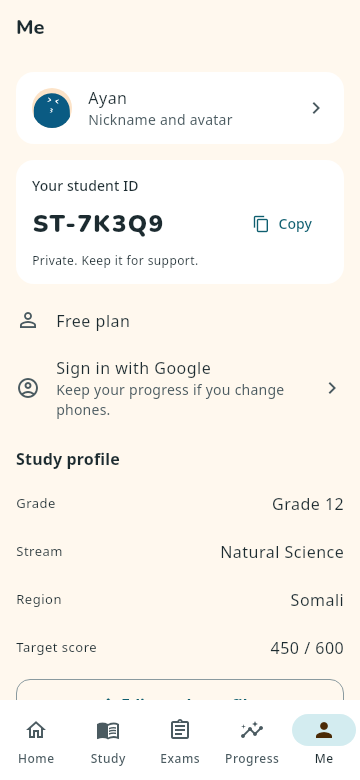 Me
Ayan
Nickname and avatar
Your student ID
ST-7K3Q9
Copy
Private. Keep it for support.
Free plan
Sign in with Google
Keep your progress if you change
phones.
Study profile
Grade
Grade 12
Stream
Natural Science
Region
Somali
Target score
450 / 600
Home
Study
Exams
Progress
Me